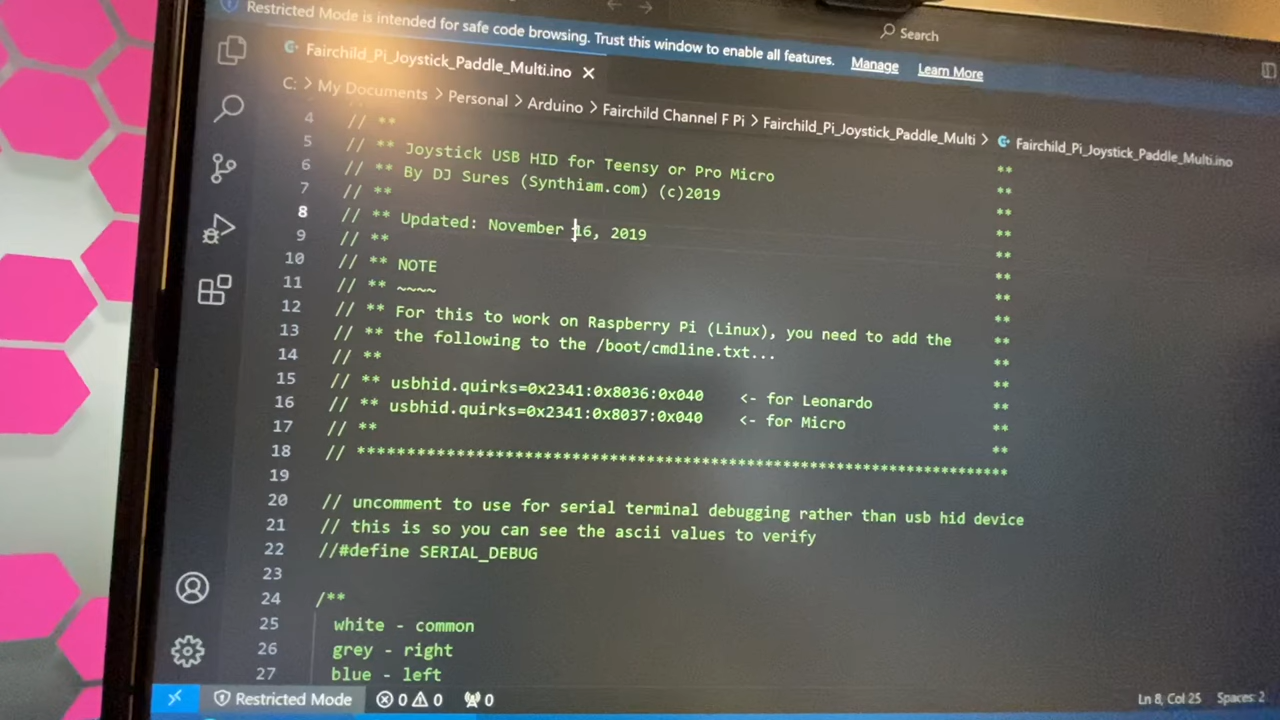 Restricted Mode is intended for safe code browsing. Trust this window to enable all features. Manage Learn More
Search
Fairchild_Pi_Joystick_Paddle_Multi.ino
C: > My Documents > Personal > Arduino > Fairchild Channel F Pi > Fairchild_Pi_Joystick_Paddle_Multi > Fairchild_Pi_Joystick_Paddle_Multi.ino
4 // ** **
5 // ** Joystick USB HID for Teensy or Pro Micro **
6 // ** By DJ Sures (Synthiam.com) (c)2019 **
7 // ** **
8 // ** Updated: November 16, 2019 **
9 // ** **
10 // ** NOTE **
11 // ** ~~~~ **
12 // ** For this to work on Raspberry Pi (Linux), you need to add the **
13 // ** the following to the /boot/cmdline.txt... **
14 // ** **
15 // ** usbhid.quirks=0x2341:0x8036:0x040 <- for Leonardo **
16 // ** usbhid.quirks=0x2341:0x8037:0x040 <- for Micro **
17 // ** **
18 // *****************************************************************************
19
20 // uncomment to use for serial terminal debugging rather than usb hid device
21 // this is so you can see the ascii values to verify
22 //#define SERIAL_DEBUG
23
24 /**
25 white - common
26 grey - right
27 blue - left
Restricted Mode 0 0 0
Ln 8, Col 25 Spaces: 2